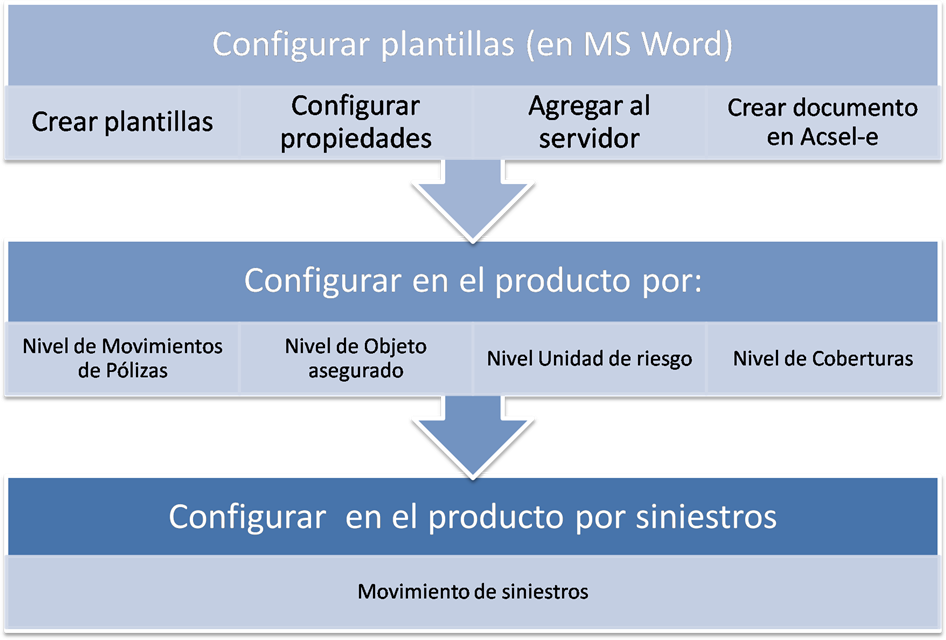 Configurar plantillas (en MS Word)
Crear plantillas
Configurar
propiedades
Agregar al
servidor
Crear documento
en Acsel-e
Configurar en el producto por:
Nivel de Movimientos
de Pólizas
Nivel de Objeto
asegurado
Nivel Unidad de riesgo
Nivel de Coberturas
Configurar en el producto por siniestros
Movimiento de siniestros